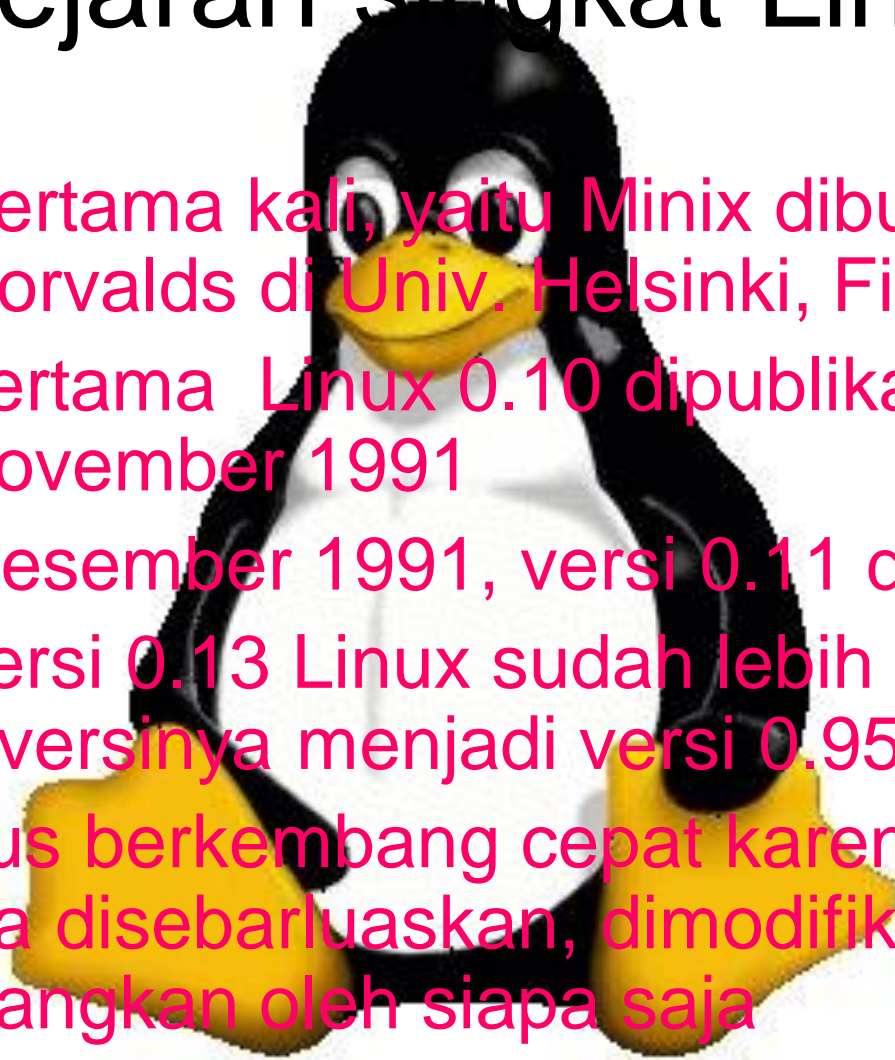 ejarah singkat Lin
ertama kali, yaitu Minix dibu
orvalds di Univ. Helsinki, Fi
ertama Linux 0.10 dipublika
ovember 1991
esember 1991, versi 0.11 d
ersi 0.13 Linux sudah lebih
versinya menjadi versi 0.95
us berkembang cepat karen
a disebarluaskan, dimodifik
angkan oleh siapa saja